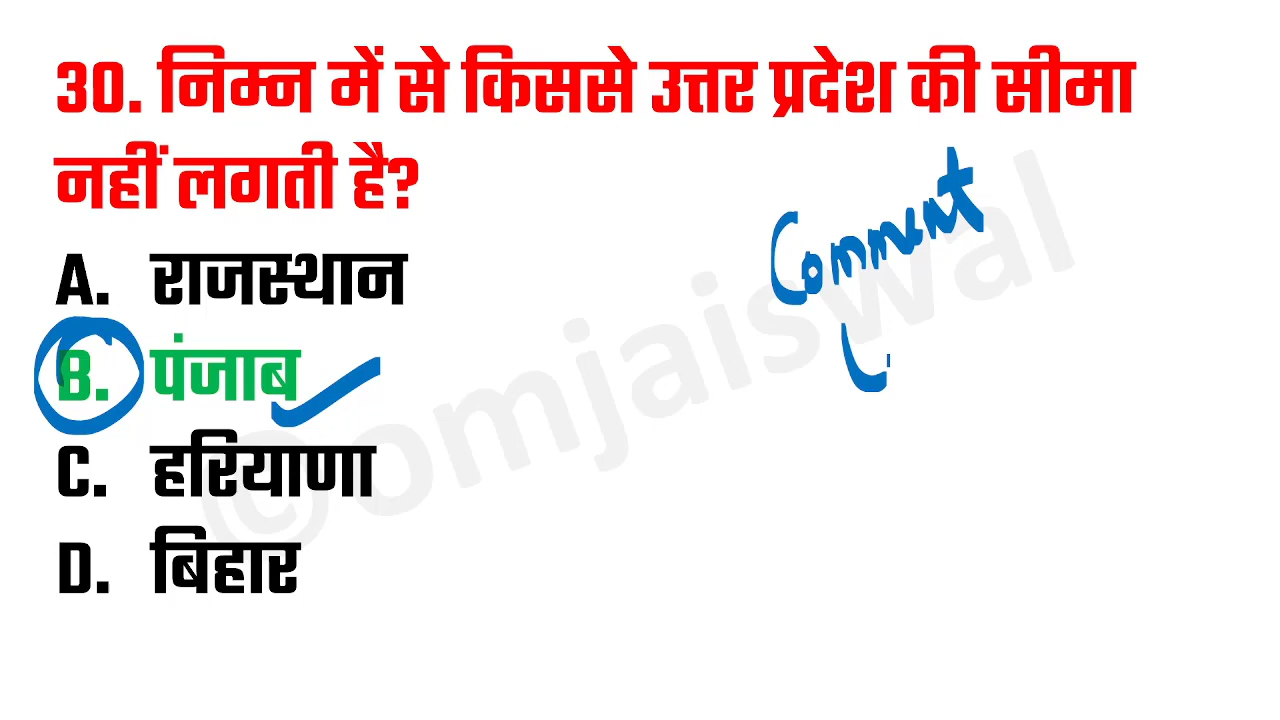 30. निम्न में से किससे उत्तर प्रदेश की सीमा
नहीं लगती है?
Comment
A. राजस्थान
B. पंजाब
C. हरियाणा
D. बिहार
©omjaiswal